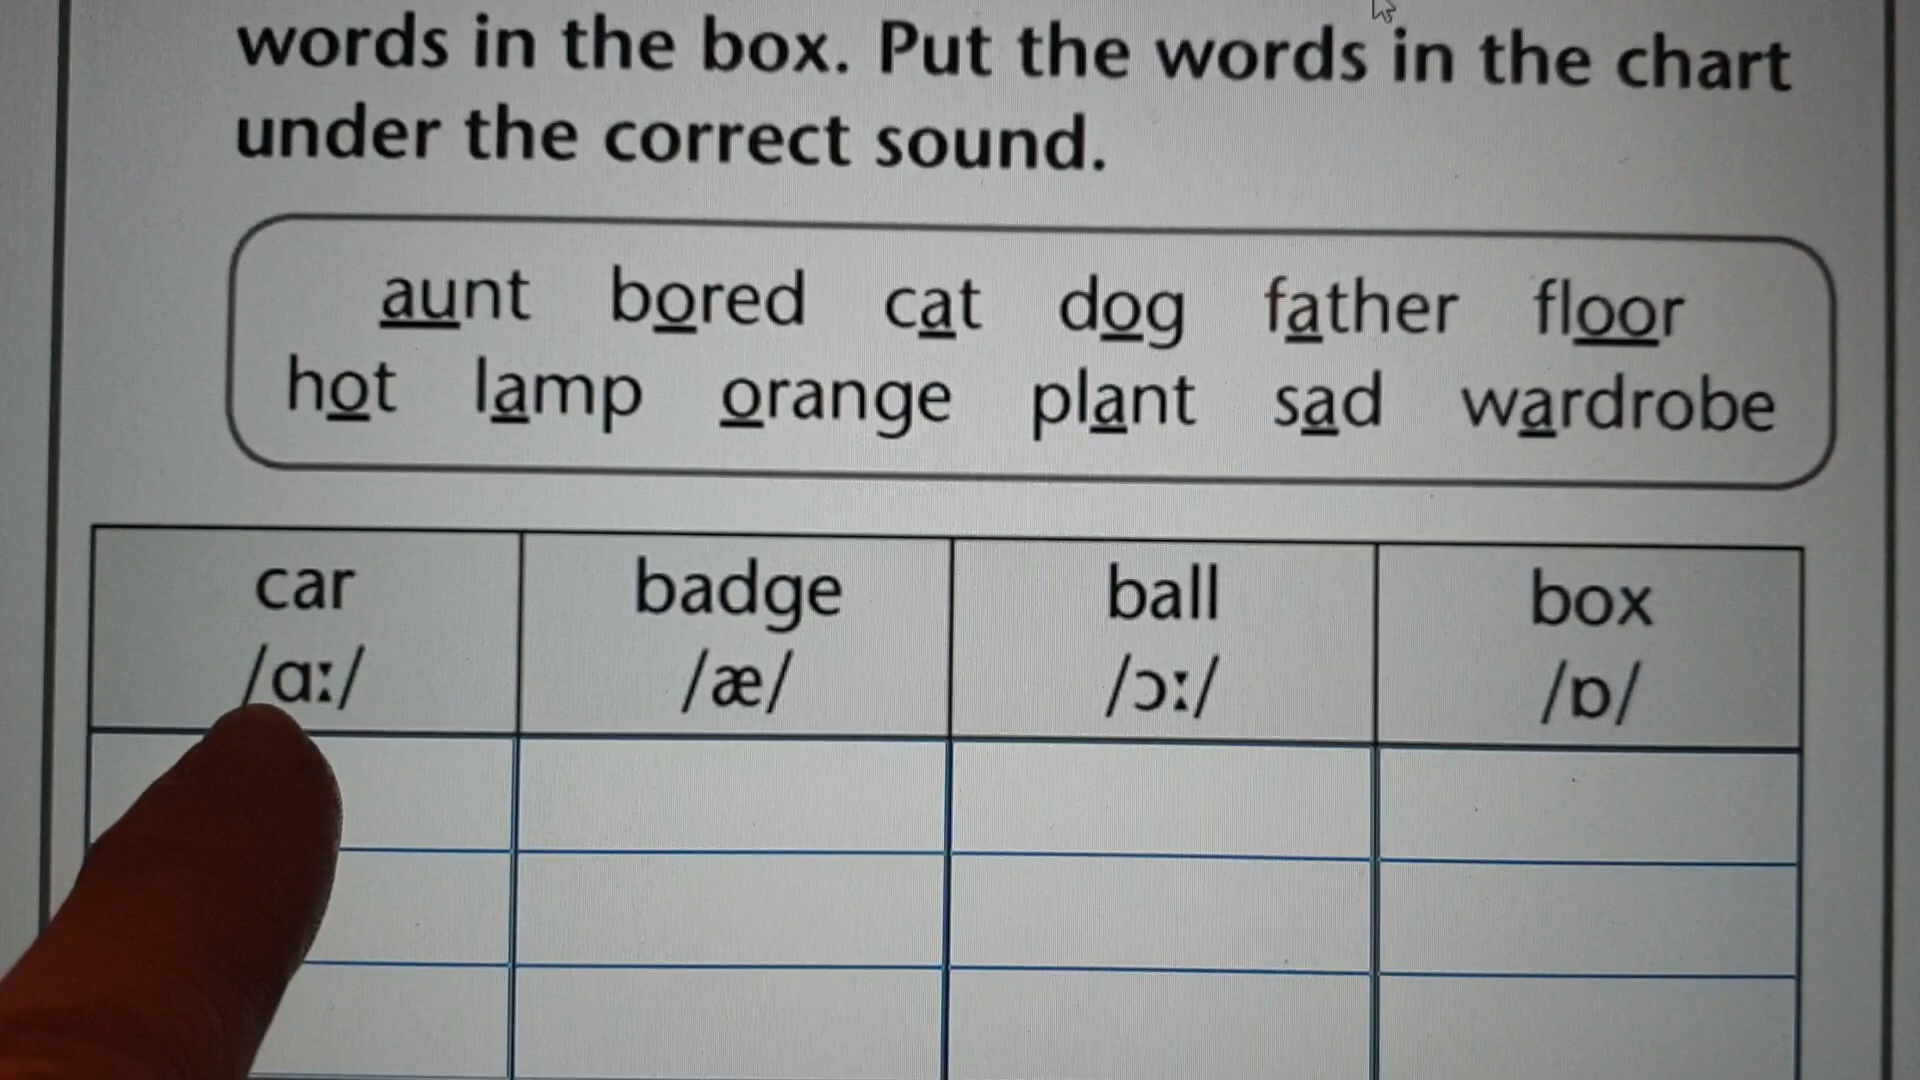 words in the box. Put the words in the chart
under the correct sound.
aunt bored cat dog father floor
hot lamp orange plant sad wardrobe
car badge ball box
/ɑː/ /æ/ /ɔː/ /ɒ/